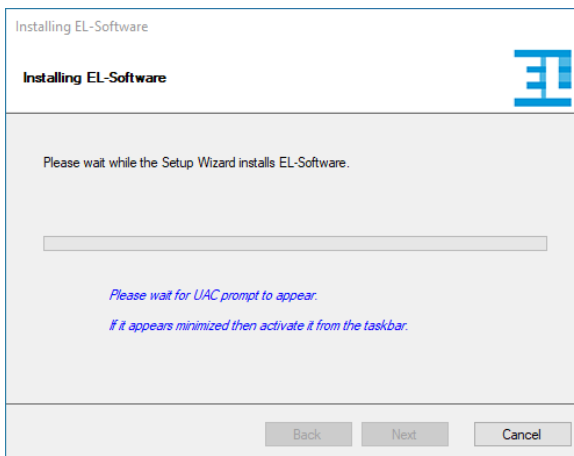 Installing EL-Software
Installing EL-Software
EL
Please wait while the Setup Wizard installs EL-Software.
Please wait for UAC prompt to appear.
If it appears minimized then activate it from the taskbar.
Back
Next
Cancel